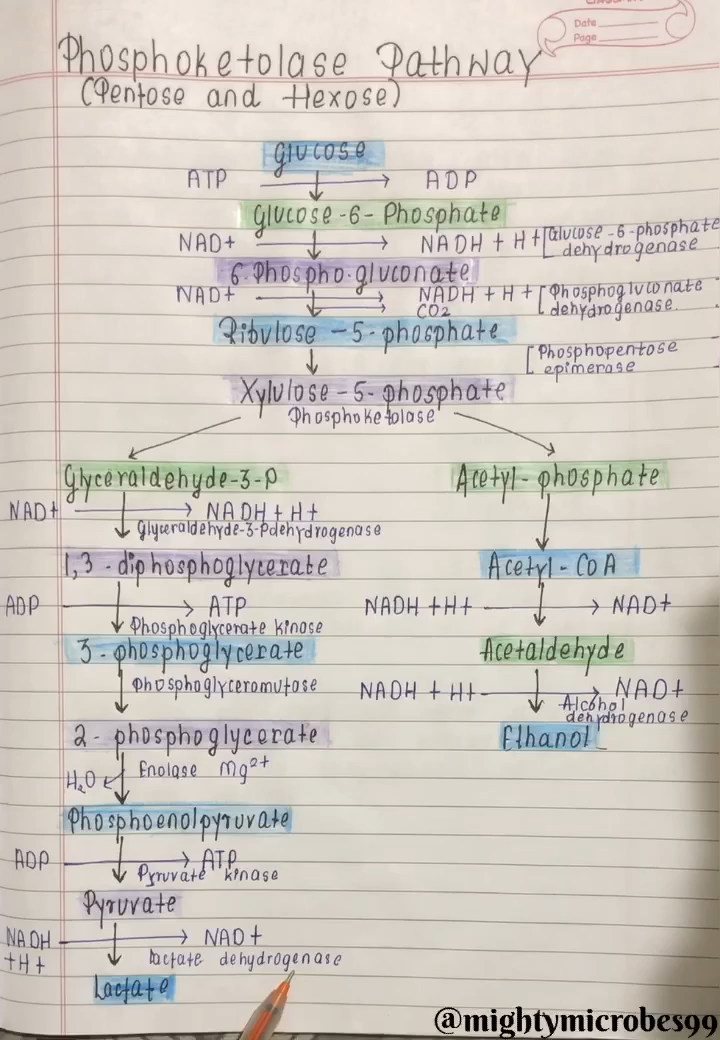 Date
Page
Phosphoketolase Pathway
(Pentose and Hexose)
Glucose
ATP ADP
Glucose-6-Phosphate
NAD+ NADH + H+ [Glucose-6-phosphate
dehydrogenase
6.Phospho.gluconate
NAD+ NADH + H + [Phosphogluconate
CO2 dehydrogenase.
Ribulose-5-phosphate
[Phosphopentose
epimerase
Xylulose-5-phosphate
Phosphoketolase
Glyceraldehyde-3-P Acetyl-phosphate
NAD+ NADH + H+
Glyceraldehyde-3-Pdehydrogenase
1,3-diphosphoglycerate Acetyl-CoA
ADP ATP NADH +H+ NAD+
Phosphoglycerate kinase
3-phosphoglycerate Acetaldehyde
Phosphoglyceromutose NADH + H+ NAD+
Alcohol
dehydrogenase
2-phosphoglycerate Ethanol
H2O Enolase Mg2+
Phosphoenolpyruvate
ADP ATP
Pyruvate kinase
Pyruvate
NADH NAD+
+H+ lactate dehydrogenase
Lactate
@mightymicrobes99